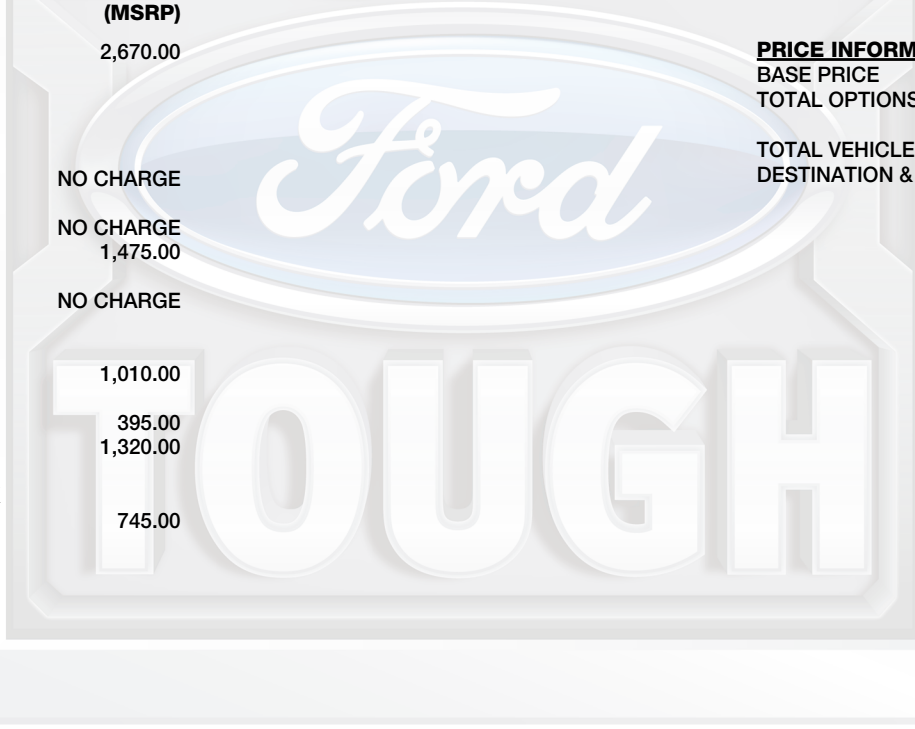 (MSRP)
2,670.00
NO CHARGE
NO CHARGE
1,475.00
NO CHARGE
1,010.00
395.00
1,320.00
745.00
PRICE INFORM
BASE PRICE
TOTAL OPTIONS
TOTAL VEHICLE
DESTINATION &
Ford
TOUGH